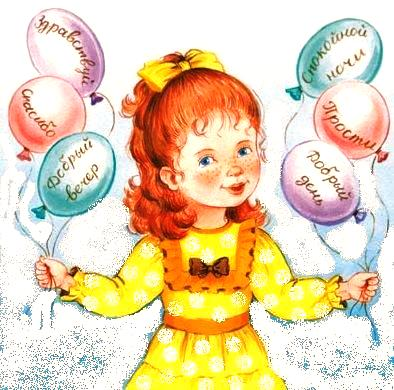 Здравствуй
Спасибо
Добрый
вечер
Спокойной
ночи
Прости
Добрый
день